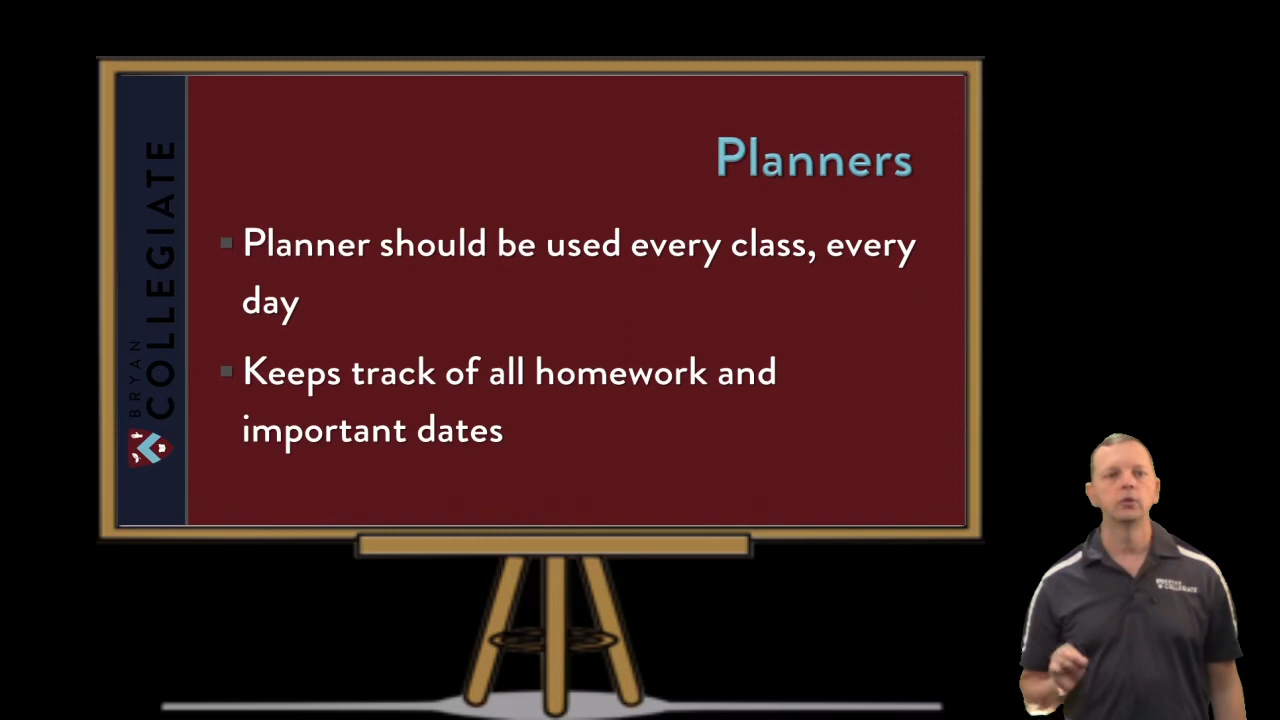 Planners
Planner should be used every class, every
day
Keeps track of all homework and
important dates
BRYAN
COLLEGIATE
COLLEGIATE